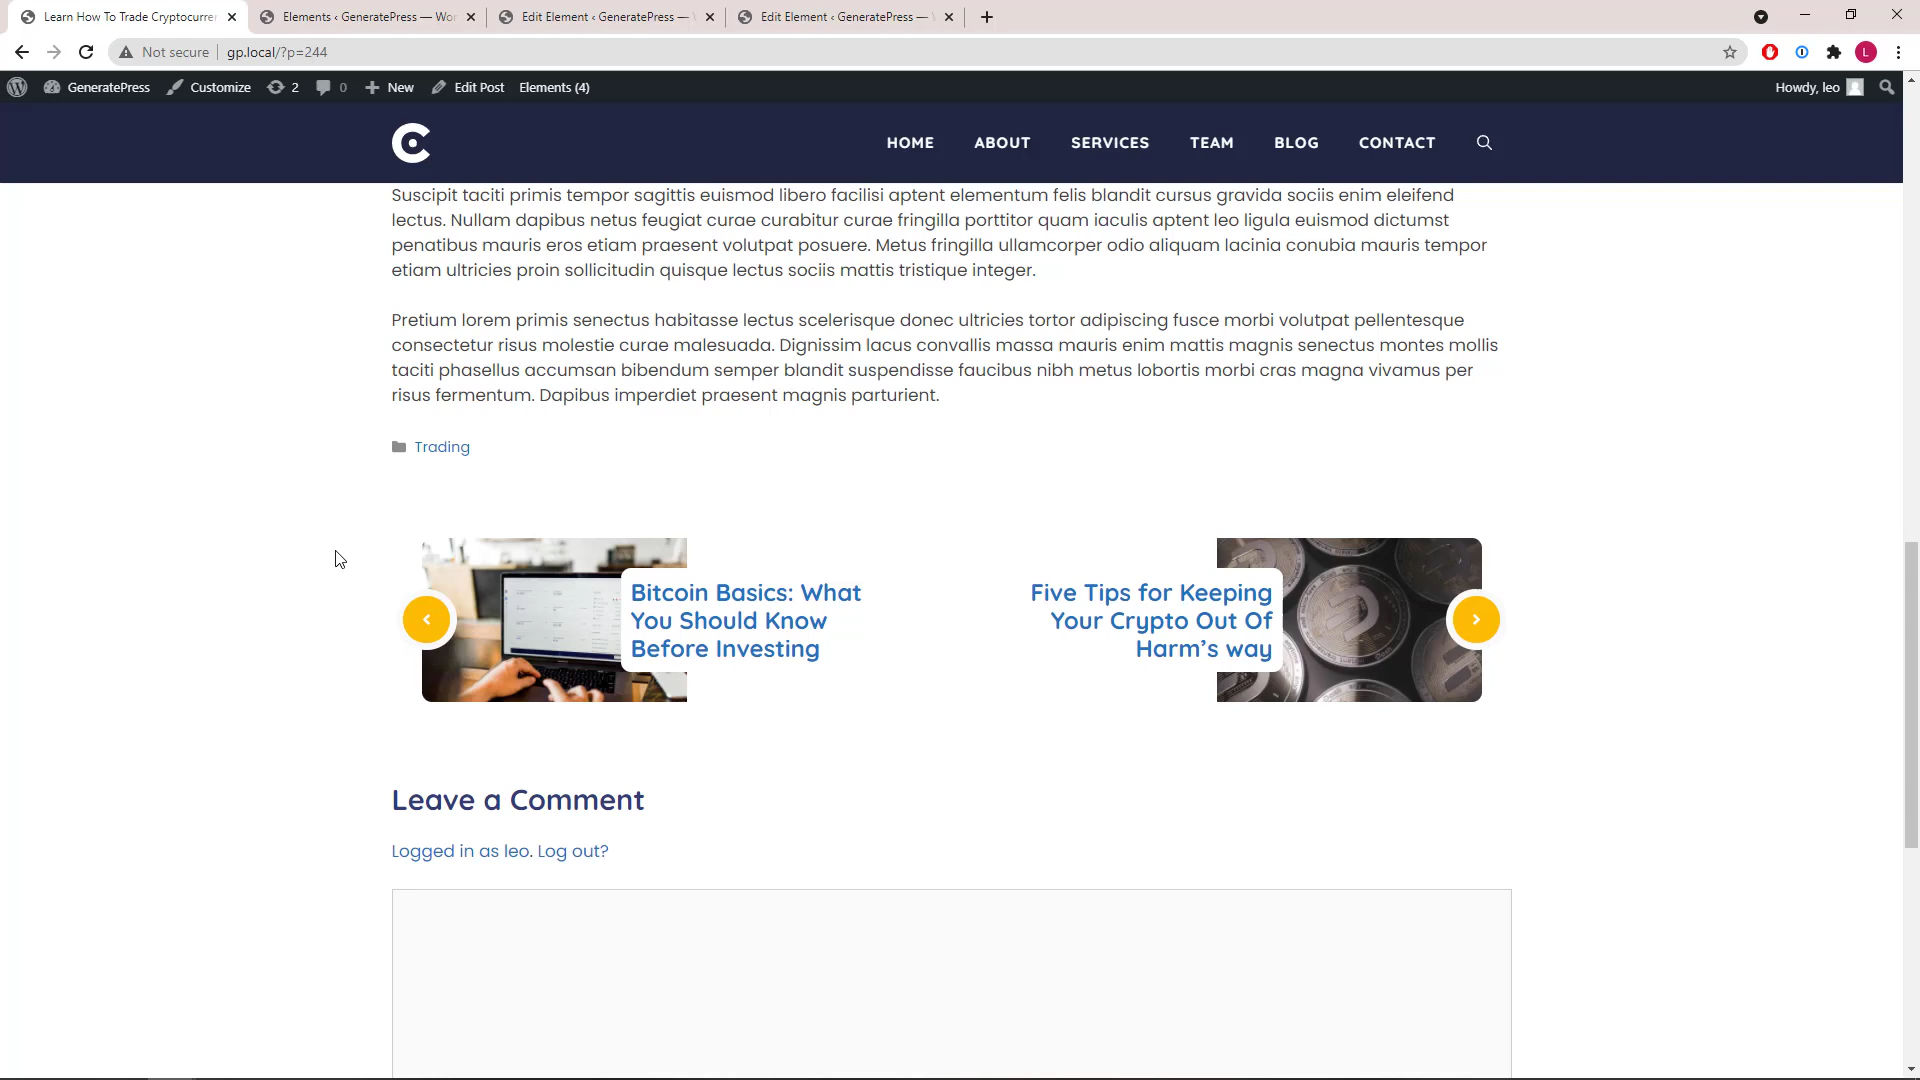 Learn How To Trade Cryptocurre
Elements ‹ GeneratePress — Wor
Edit Element ‹ GeneratePress —
Edit Element ‹ GeneratePress —
Not secure
gp.local/?p=244
L
GeneratePress
Customize
2
0
New
Edit Post
Elements (4)
Howdy, leo
HOME
ABOUT
SERVICES
TEAM
BLOG
CONTACT
Suscipit taciti primis tempor sagittis euismod libero facilisi aptent elementum felis blandit cursus gravida sociis enim eleifend
lectus. Nullam dapibus netus feugiat curae curabitur curae fringilla porttitor quam iaculis aptent leo ligula euismod dictumst
penatibus mauris eros etiam praesent volutpat posuere. Metus fringilla ullamcorper odio aliquam lacinia conubia mauris tempor
etiam ultricies proin sollicitudin quisque lectus sociis mattis tristique integer.
Pretium lorem primis senectus habitasse lectus scelerisque donec ultricies tortor adipiscing fusce morbi volutpat pellentesque
consectetur risus molestie curae malesuada. Dignissim lacus convallis massa mauris enim mattis magnis senectus montes mollis
taciti phasellus accumsan bibendum semper blandit suspendisse faucibus nibh metus lobortis morbi cras magna vivamus per
risus fermentum. Dapibus imperdiet praesent magnis parturient.
Trading
Bitcoin Basics: What
You Should Know
Before Investing
Five Tips for Keeping
Your Crypto Out Of
Harm’s way
Leave a Comment
Logged in as leo. Log out?